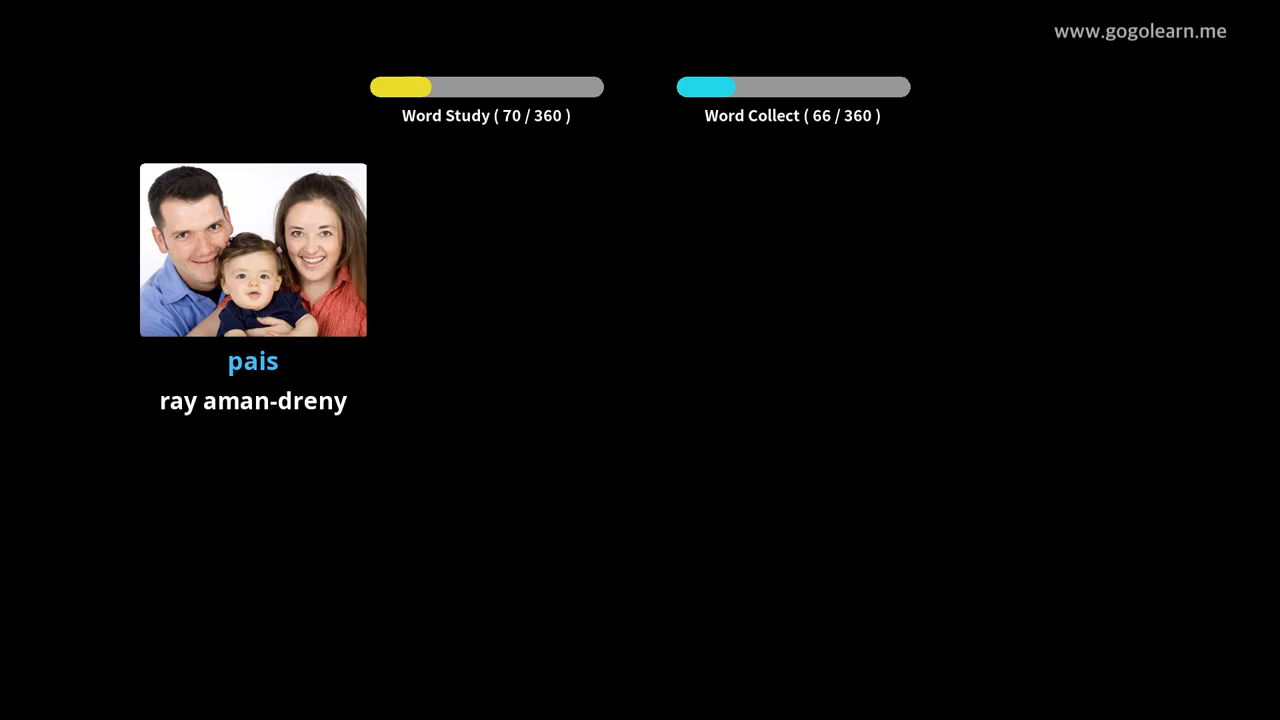 www.gogolearn.me
Word Study ( 70 / 360 )
Word Collect ( 66 / 360 )
pais
ray aman-dreny